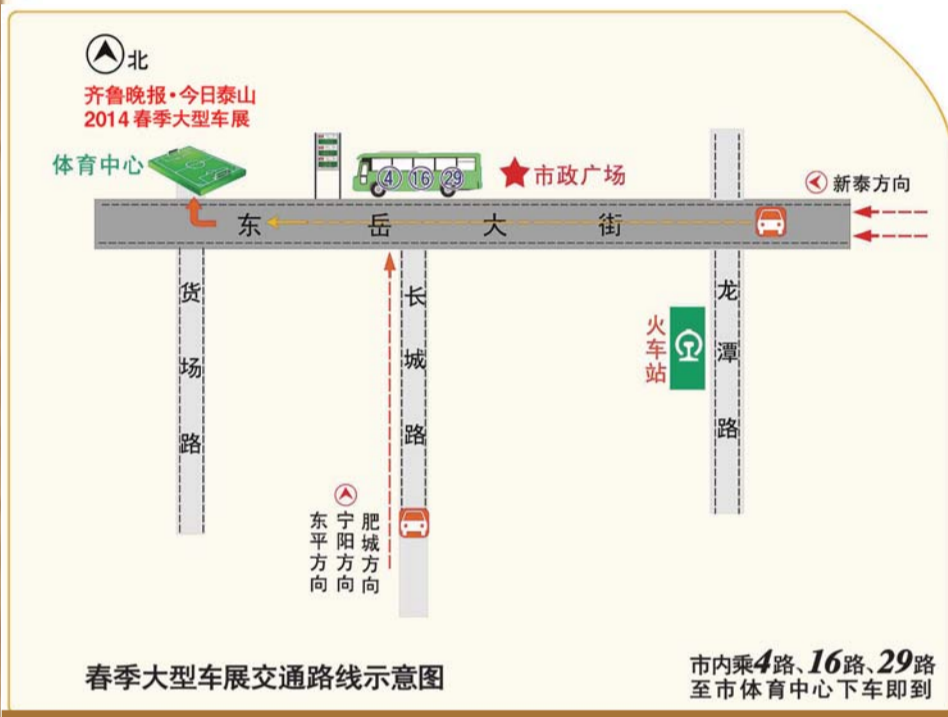 北
齐鲁晚报·今日泰山
2014春季大型车展
体育中心
4 16 29
市政广场
新泰方向
东岳大街
货场路
长城路
龙潭路
火车站
东平方向
宁阳方向
肥城方向
春季大型车展交通路线示意图
市内乘4路、16路、29路
至市体育中心下车即到